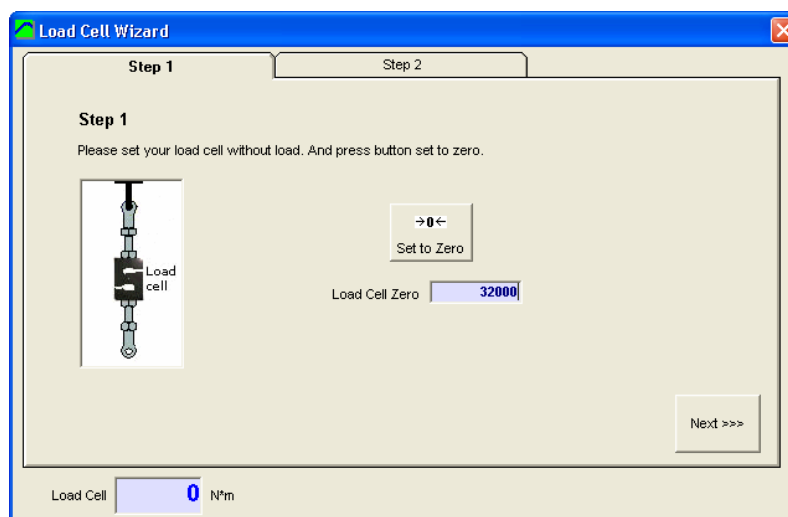 Load Cell Wizard
Step 1
Step 2
Step 1
Please set your load cell without load. And press button set to zero.
Load
cell
→0←
Set to Zero
Load Cell Zero 32000
Next >>>
Load Cell 0 N*m